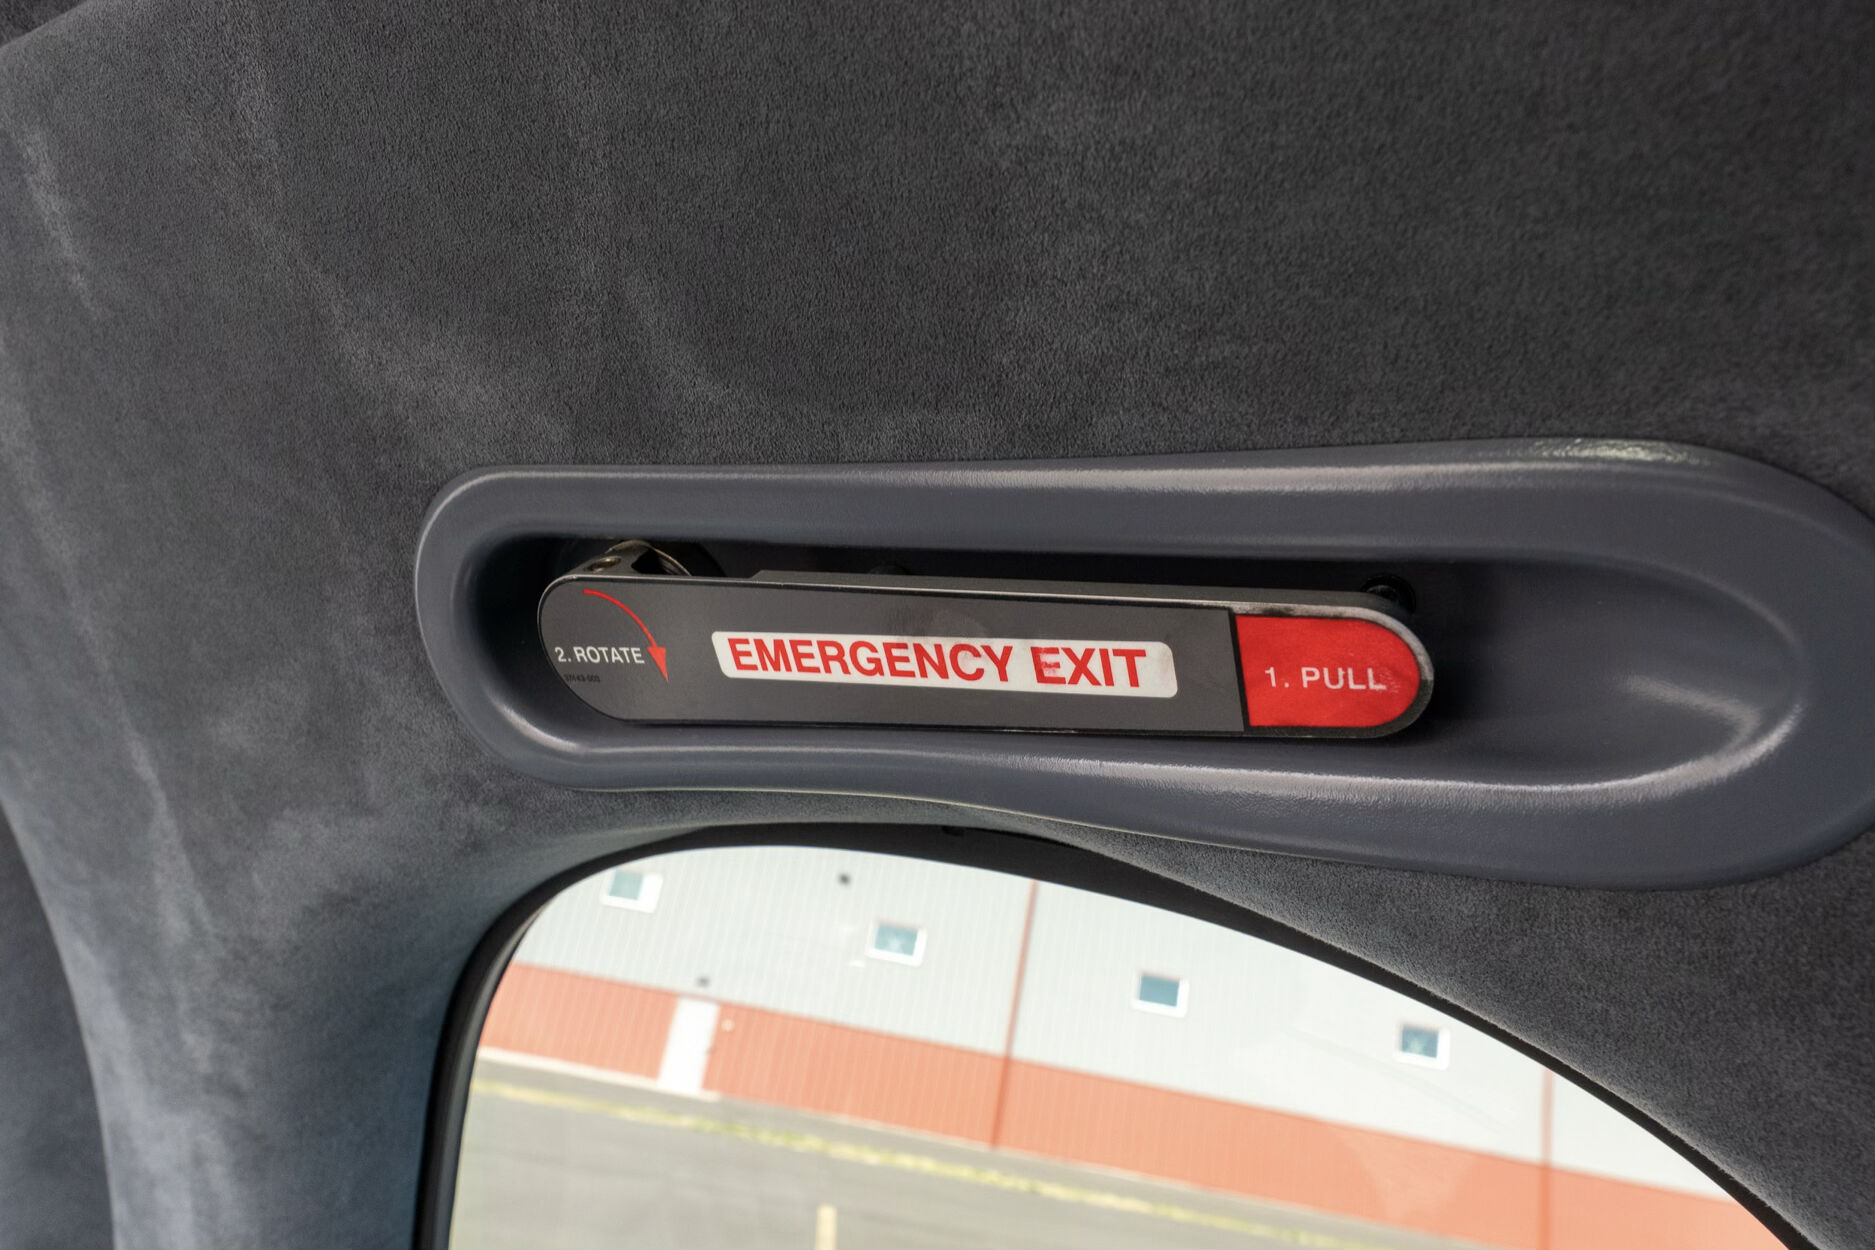 2. ROTATE
EMERGENCY EXIT
1. PULL